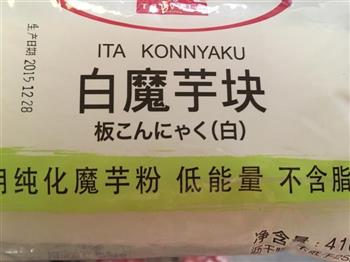 生产日期
2015 12 28
ITA KONNYAKU
白魔芋块
板こんにゃく(白)
用纯化魔芋粉 低能量 不含脂
净含量: